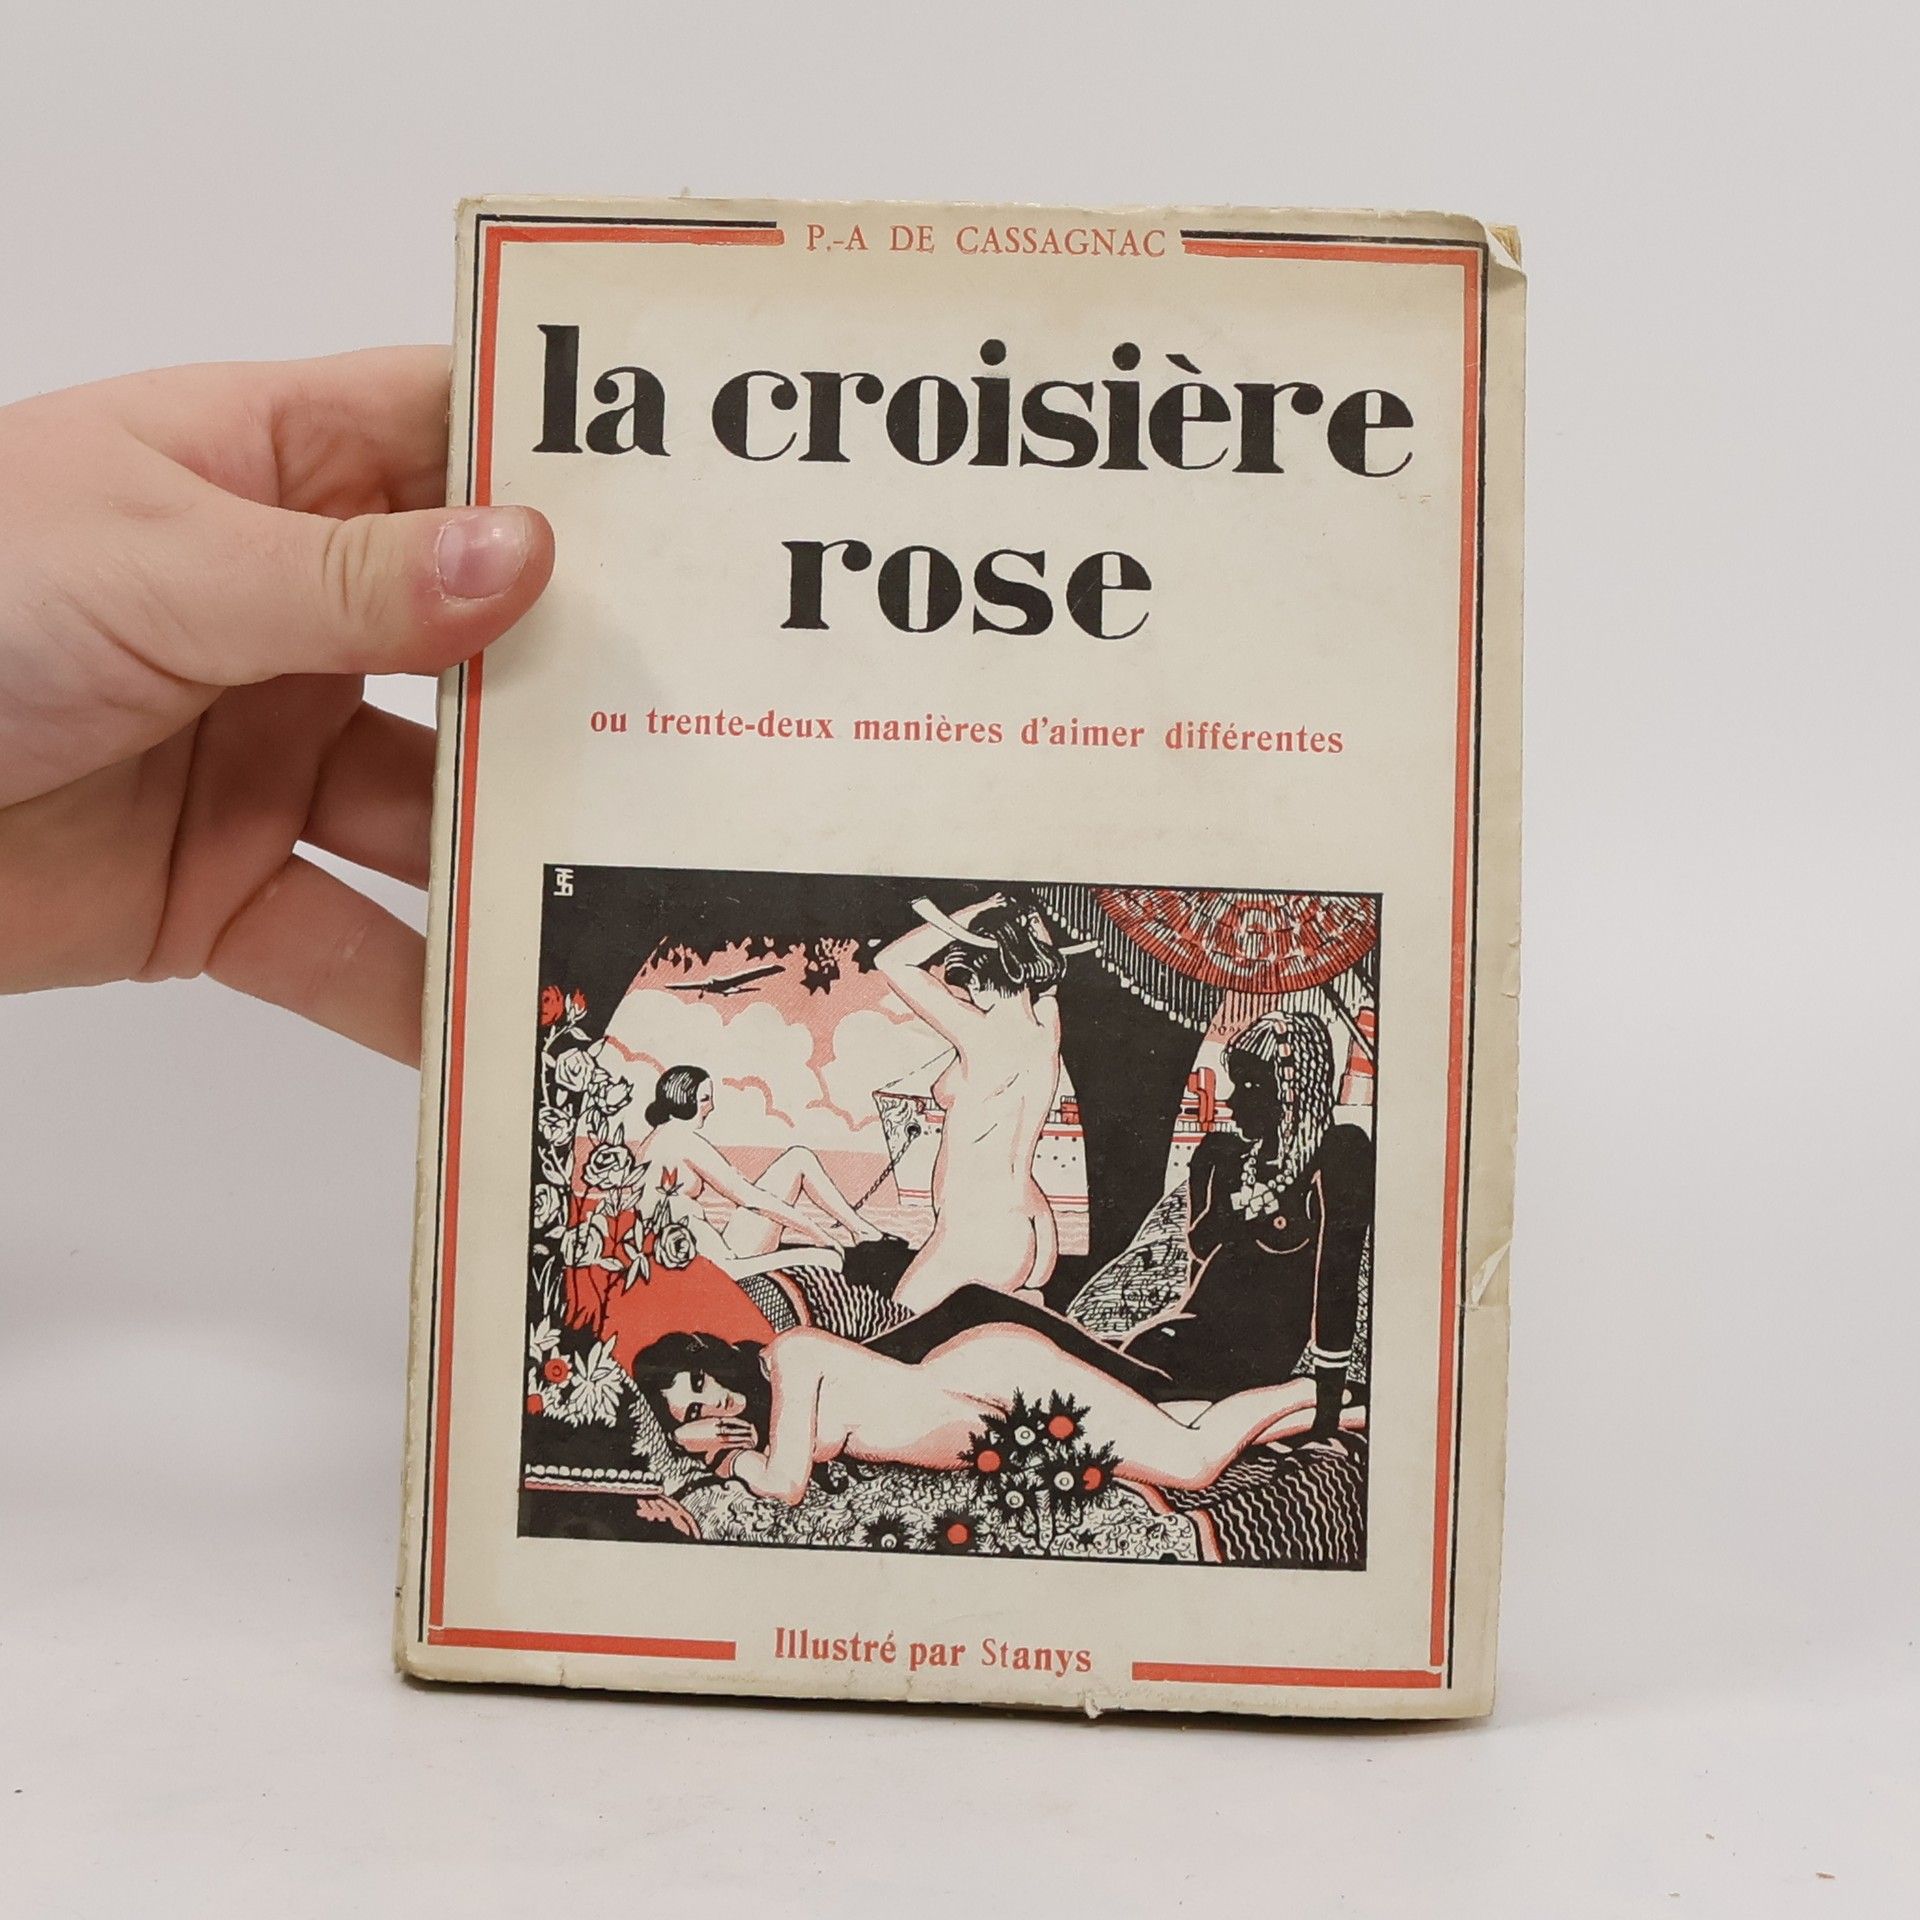 P.-A DE CASSAGNAC
la croisière
rose
ou trente-deux manières d'aimer différentes
Illustré par Stanys